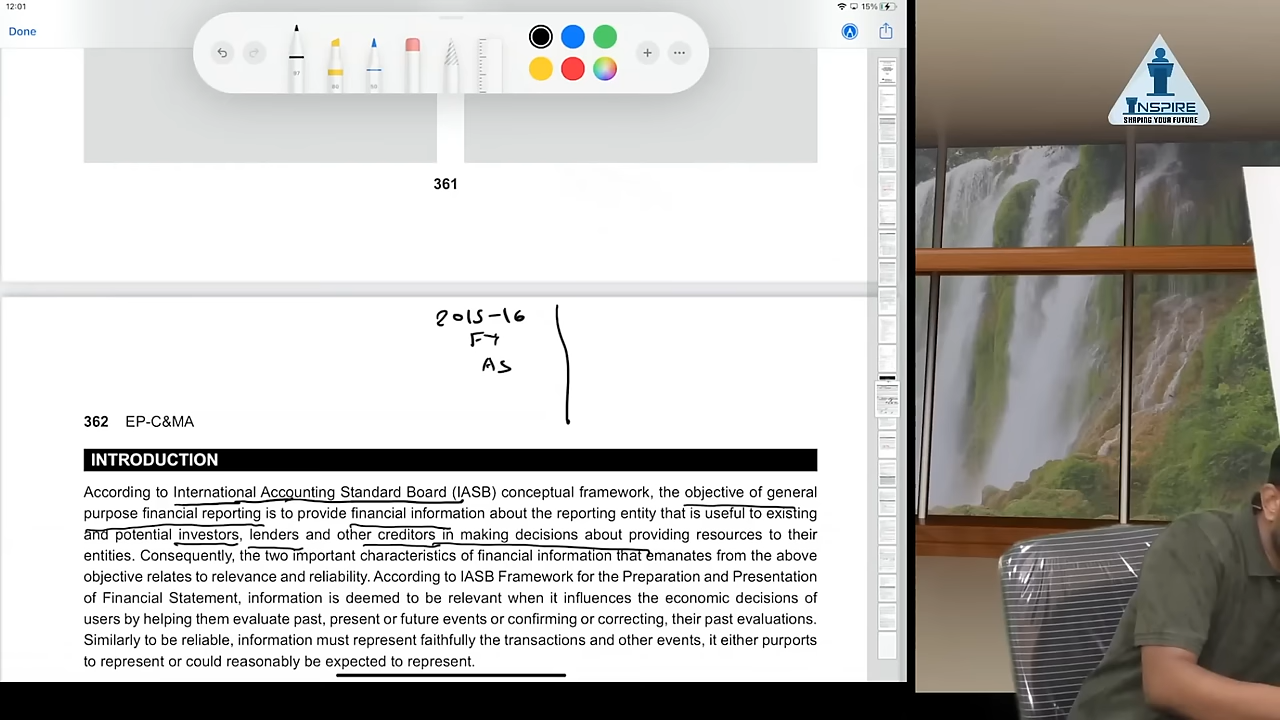 12:01
15%
Done
97
80
50
INSPIRE
SHAPING YOUR FUTURE
361
2015-16
FY
AS
362 EP-C&MA
INTRODUCTION
According to International Accounting Standard Board (IASB) conceptual framework, the objective of general
purpose financial reporting is to provide financial information about the reporting entity that is useful to existing
and potential investors, lenders and other creditors in making decisions about providing resources to their
entities. Consequently, the two important characteristics of financial information that emanates from the above
objective relates to relevance and reliability. According to IASB Framework for the Preparation and Presentation
of Financial Statement, information is deemed to be relevant when it influences the economic decisions of
users by helping them evaluate past, present or future events or confirming or correcting, their past evaluations.
Similarly to be reliable, information must represent faithfully the transactions and other events, it either purports
to represent or could reasonably be expected to represent.